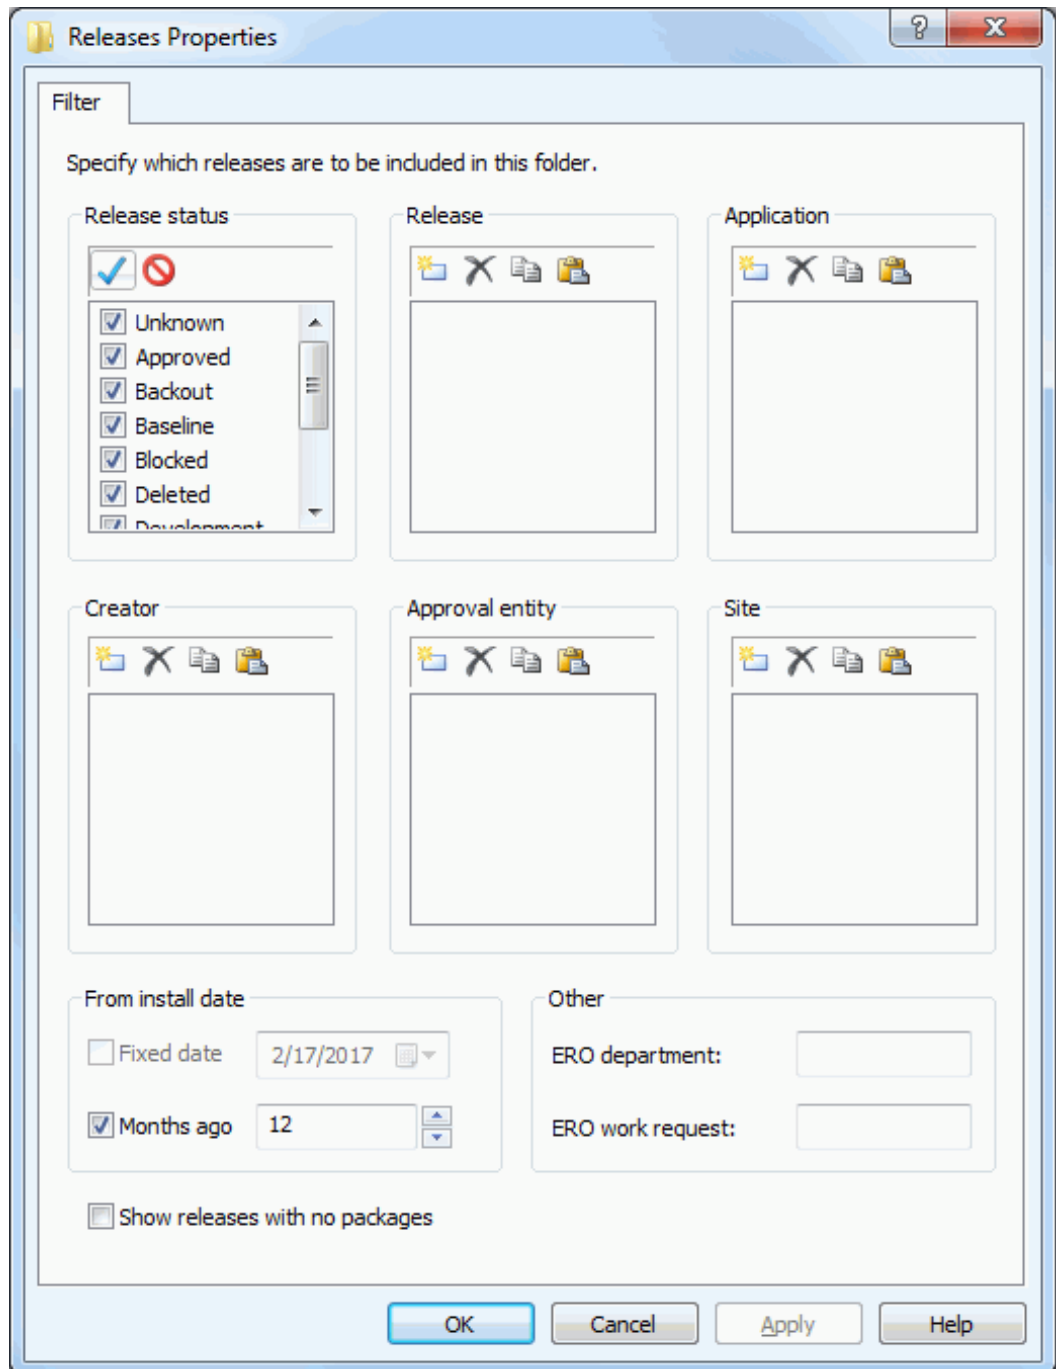 Releases Properties
Filter
Specify which releases are to be included in this folder.
Release status
Release
Application
Unknown
Approved
Backout
Baseline
Blocked
Deleted
Development
Creator
Approval entity
Site
From install date
Other
Fixed date
2/17/2017
ERO department:
Months ago
12
ERO work request:
Show releases with no packages
OK
Cancel
Apply
Help